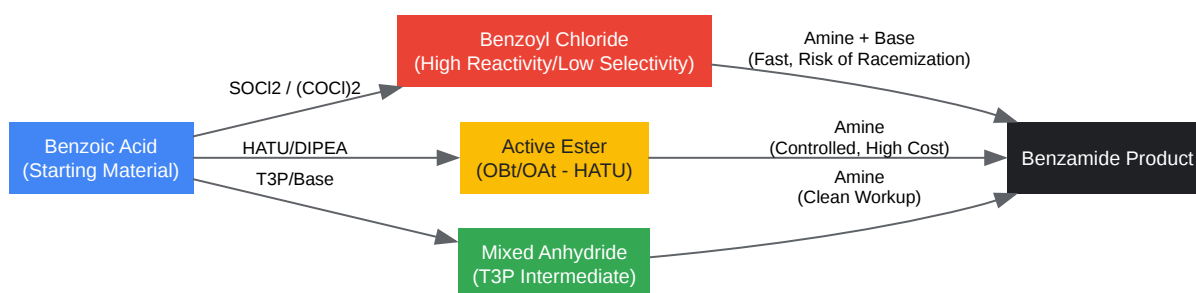 Benzoyl Chloride
(High Reactivity/Low Selectivity)
Amine + Base
(Fast, Risk of Racemization)
SOCl2 / (COCl)2
Benzoic Acid
(Starting Material)
HATU/DIPEA
Active Ester
(OBt/OAt - HATU)
Amine
(Controlled, High Cost)
Benzamide Product
T3P/Base
Amine
(Clean Workup)
Mixed Anhydride
(T3P Intermediate)